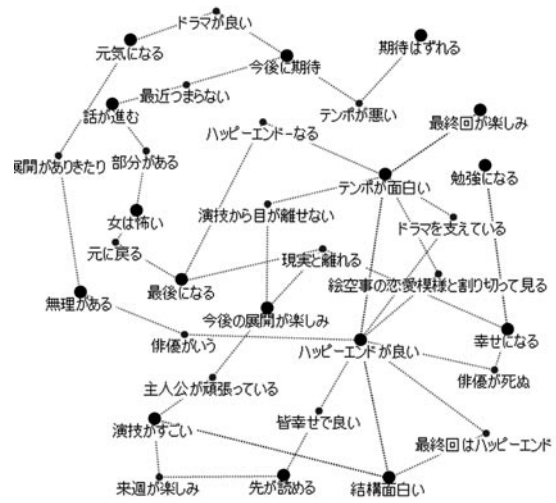 ドラマが良い
元気になる
期待はずれる
今後に期待
最近つまらない
話が進む
テンポが悪い
ハッピーエンド-なる
最終回が楽しみ
展開がありきたり
部分がある
テンポが面白い
勉強になる
女は怖い
演技から目が離せない
ドラマを支えている
元に戻る
現実と離れる
最後になる
絵空事の恋愛模様と割り切って見る
無理がある
今後の展開が楽しみ
俳優がいう
ハッピーエンドが良い
幸せになる
主人公が頑張っている
俳優が死ぬ
皆幸せで良い
演技がすごい
最終回はハッピーエンド
来週が楽しみ
先が読める
結構面白い